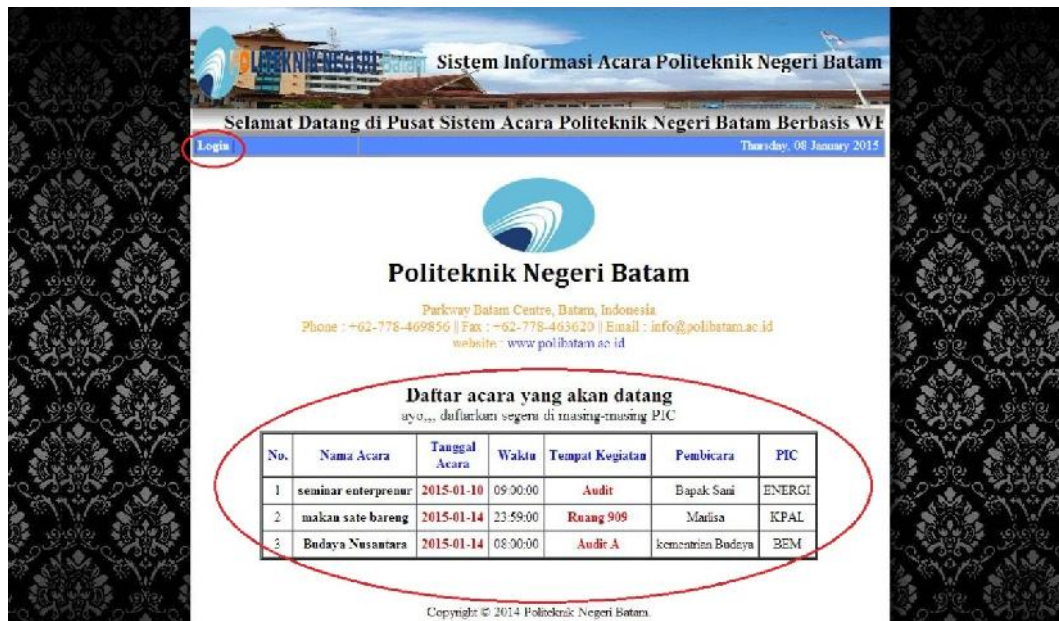 POLITEKNIK NEGERI Batam
Sistem Informasi Acara Politeknik Negeri Batam
Selamat Datang di Pusat Sistem Acara Politeknik Negeri Batam Berbasis WE
Login Thursday, 08 January 2015
Politeknik Negeri Batam
Parkway Batam Centre, Batam, Indonesia
Phone : +62-778-469856 || Fax : +62-778-463620 || Email : info@polibatam.ac.id
website : www.polibatam.ac.id
Daftar acara yang akan datang
ayo,,, daftarkan segera di masing-masing PIC
No. Nama Acara Tanggal Acara Waktu Tempat Kegiatan Pembicara PIC
1 seminar enterprenur 2015-01-10 09:00:00 Audit Bapak Sani ENERGI
2 makan sate bareng 2015-01-14 23:59:00 Ruang 909 KPAL
3 Budaya Nusantara 2015-01-14 08:00:00 Audit A kementrian Budaya BEM
Copyright © 2014 Politeknik Negeri Batam.